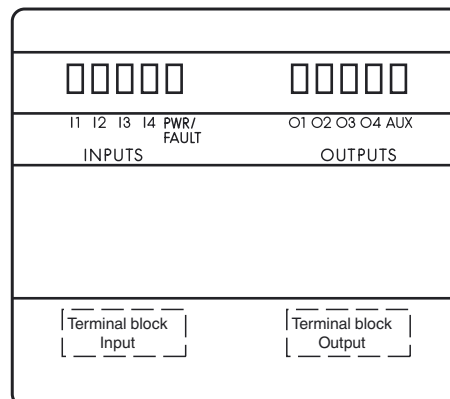 I1 I2 I3 I4 PWR/
FAULT
INPUTS
O1 O2 O3 O4 AUX
OUTPUTS
Terminal block
Input
Terminal block
Output